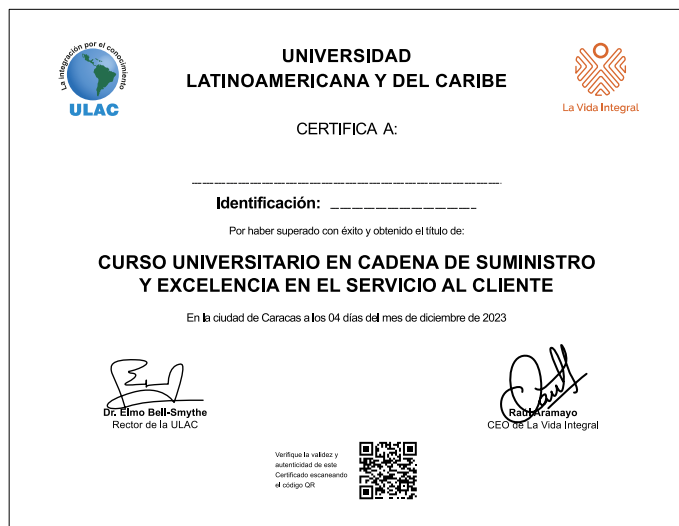 La integración por el conocimiento
ULAC
UNIVERSIDAD
LATINOAMERICANA Y DEL CARIBE
La Vida Integral
CERTIFICA A:
Identificación:
Por haber superado con éxito y obtenido el título de:
CURSO UNIVERSITARIO EN CADENA DE SUMINISTRO
Y EXCELENCIA EN EL SERVICIO AL CLIENTE
En la ciudad de Caracas a los 04 días del mes de diciembre de 2023
Dr. Elmo Bell-Smythe
Rector de la ULAC
Raúl Aramayo
CEO de La Vida Integral
Verifique la validez y
autenticidad de este
Certificado escaneando
el código QR